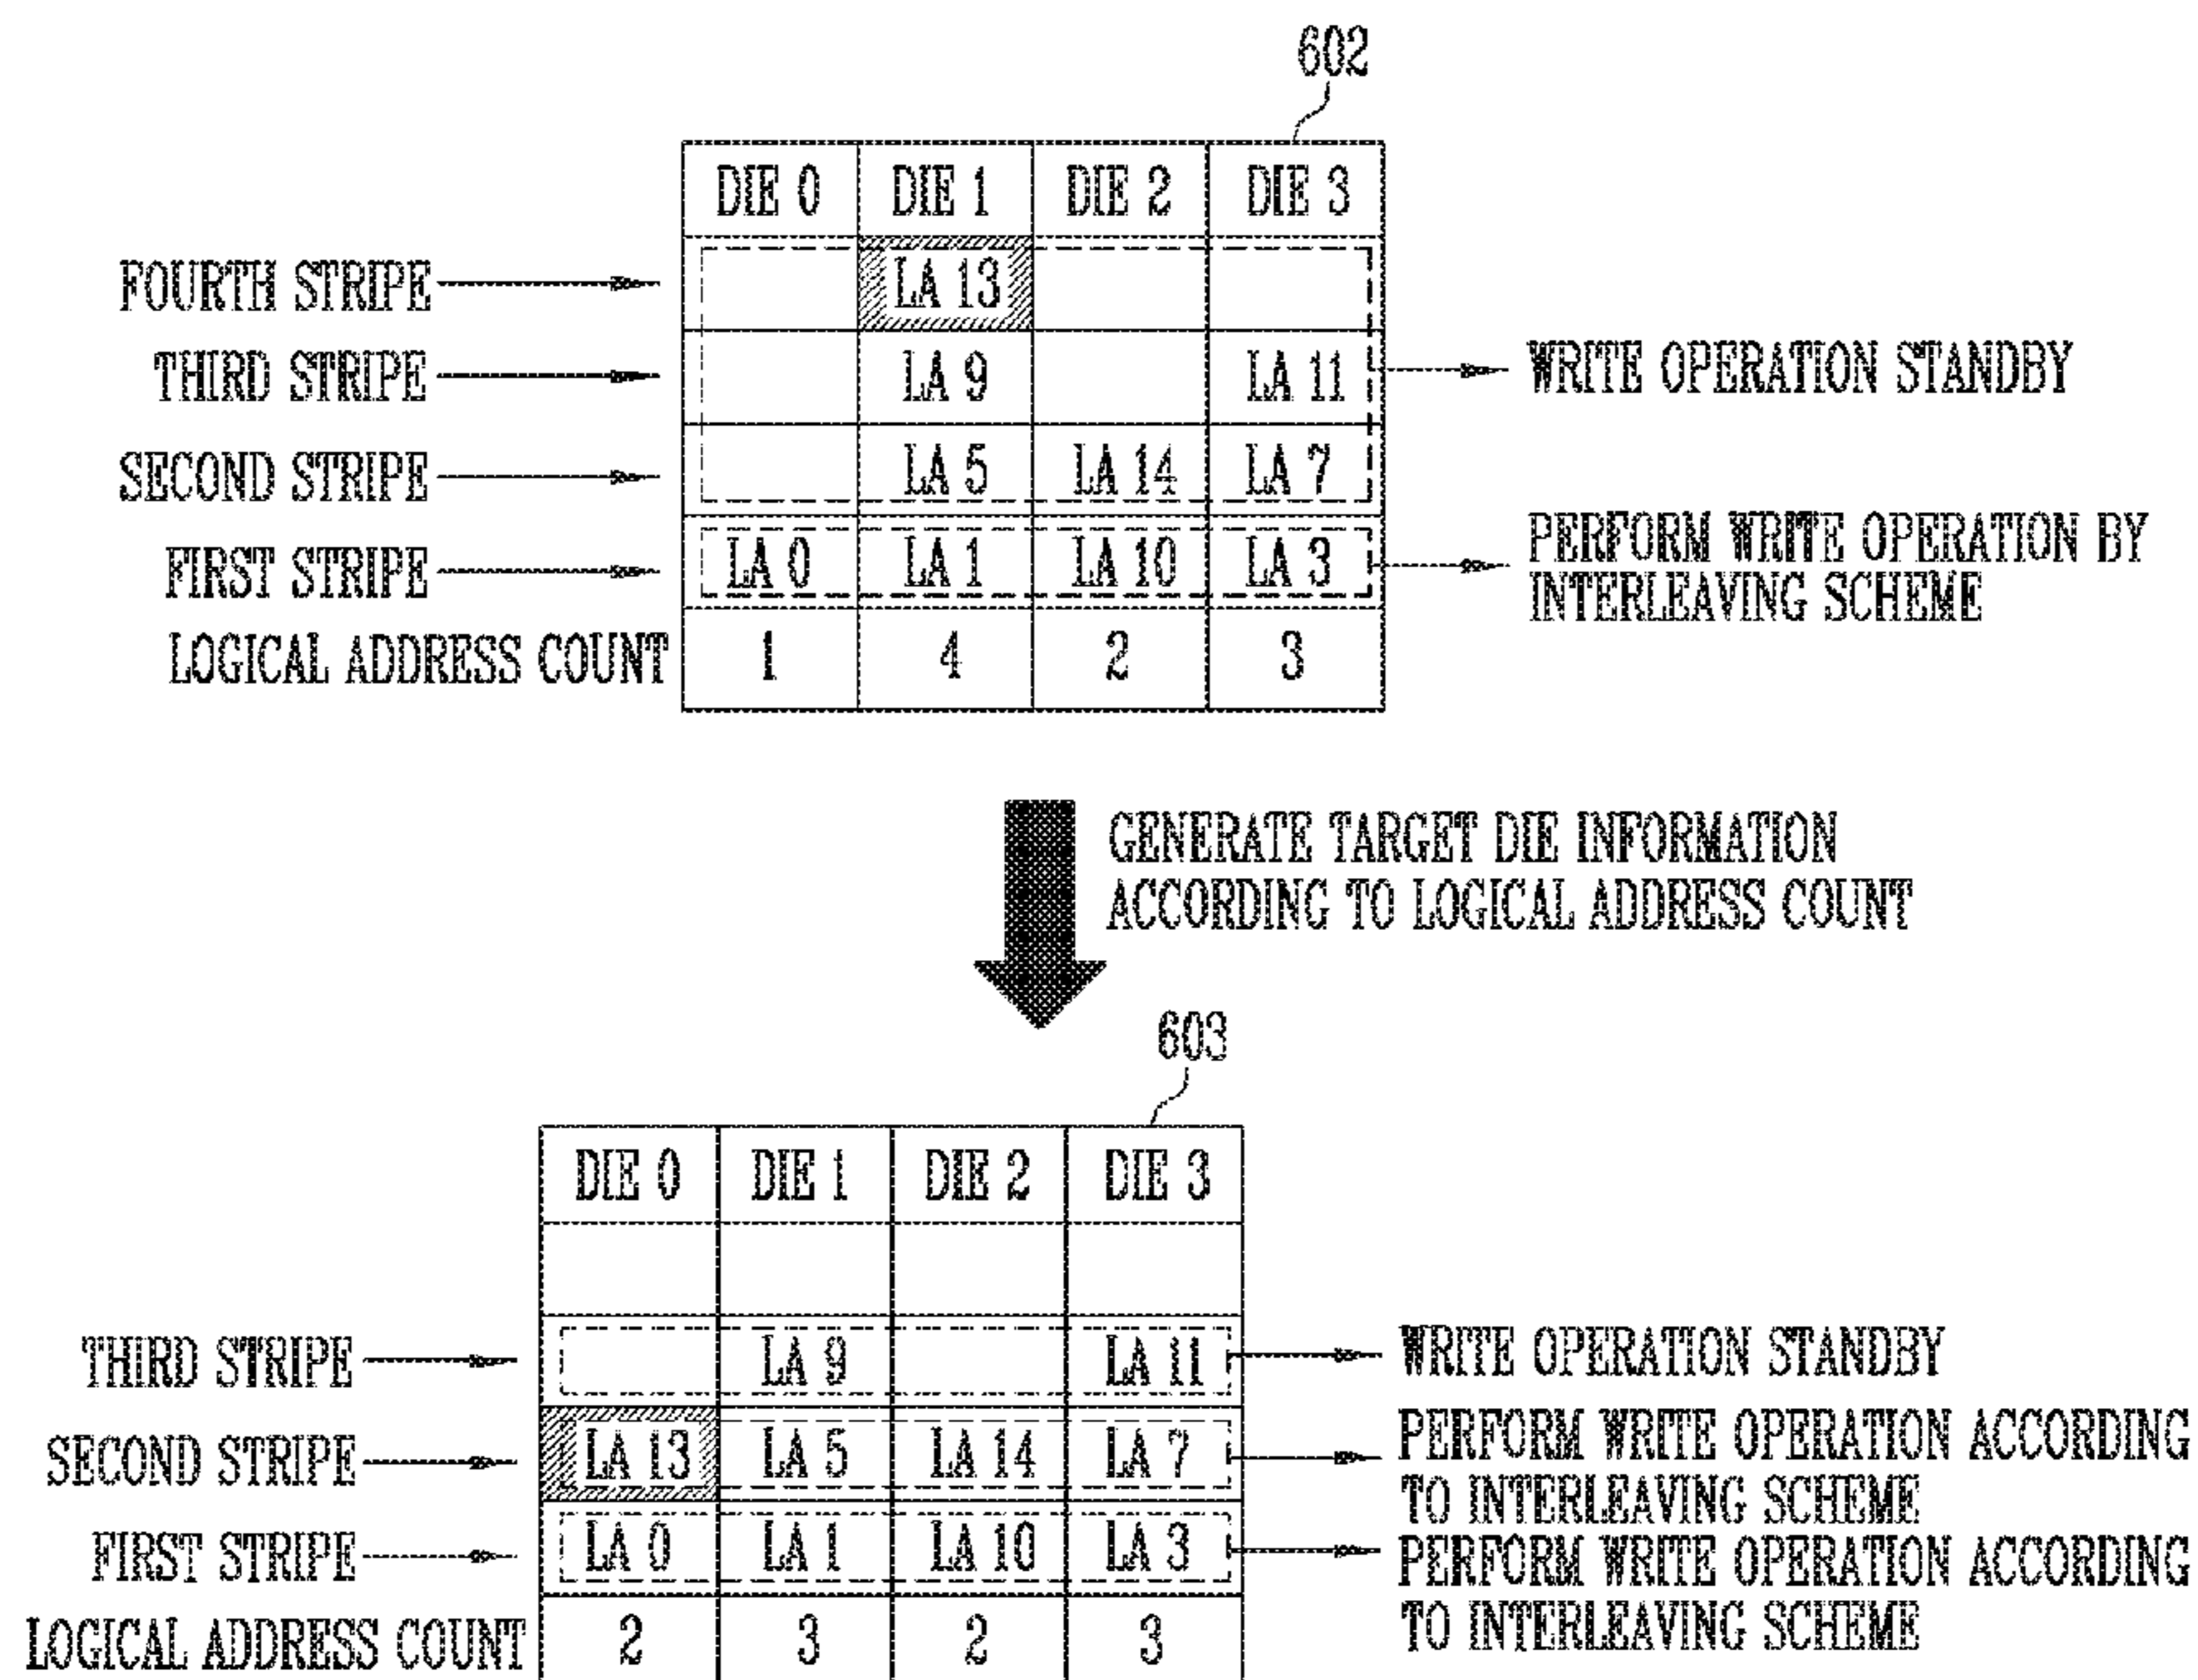 602
DIE 0 DIE 1 DIE 2 DIE 3
FOURTH STRIPE LA 13
THIRD STRIPE LA 9 LA 11 WRITE OPERATION STANDBY
SECOND STRIPE LA 5 LA 14 LA 7
FIRST STRIPE LA 0 LA 1 LA 10 LA 3 PERFORM WRITE OPERATION BY
INTERLEAVING SCHEME
LOGICAL ADDRESS COUNT 1 4 2 3
GENERATE TARGET DIE INFORMATION
ACCORDING TO LOGICAL ADDRESS COUNT
603
DIE 0 DIE 1 DIE 2 DIE 3
THIRD STRIPE LA 9 LA 11 WRITE OPERATION STANDBY
SECOND STRIPE LA 13 LA 5 LA 14 LA 7 PERFORM WRITE OPERATION ACCORDING
TO INTERLEAVING SCHEME
FIRST STRIPE LA 0 LA 1 LA 10 LA 3 PERFORM WRITE OPERATION ACCORDING
TO INTERLEAVING SCHEME
LOGICAL ADDRESS COUNT 2 3 2 3